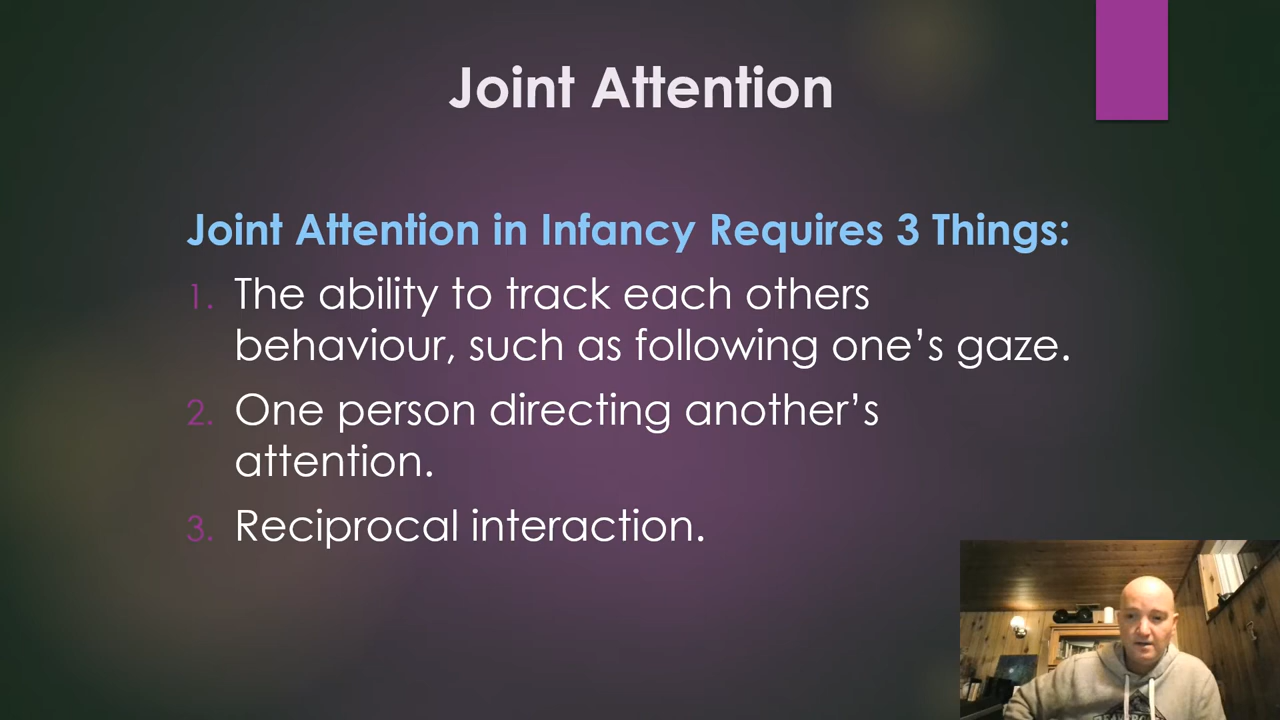 Joint Attention
Joint Attention in Infancy Requires 3 Things:
1. The ability to track each others
behaviour, such as following one’s gaze.
2. One person directing another’s
attention.
3. Reciprocal interaction.